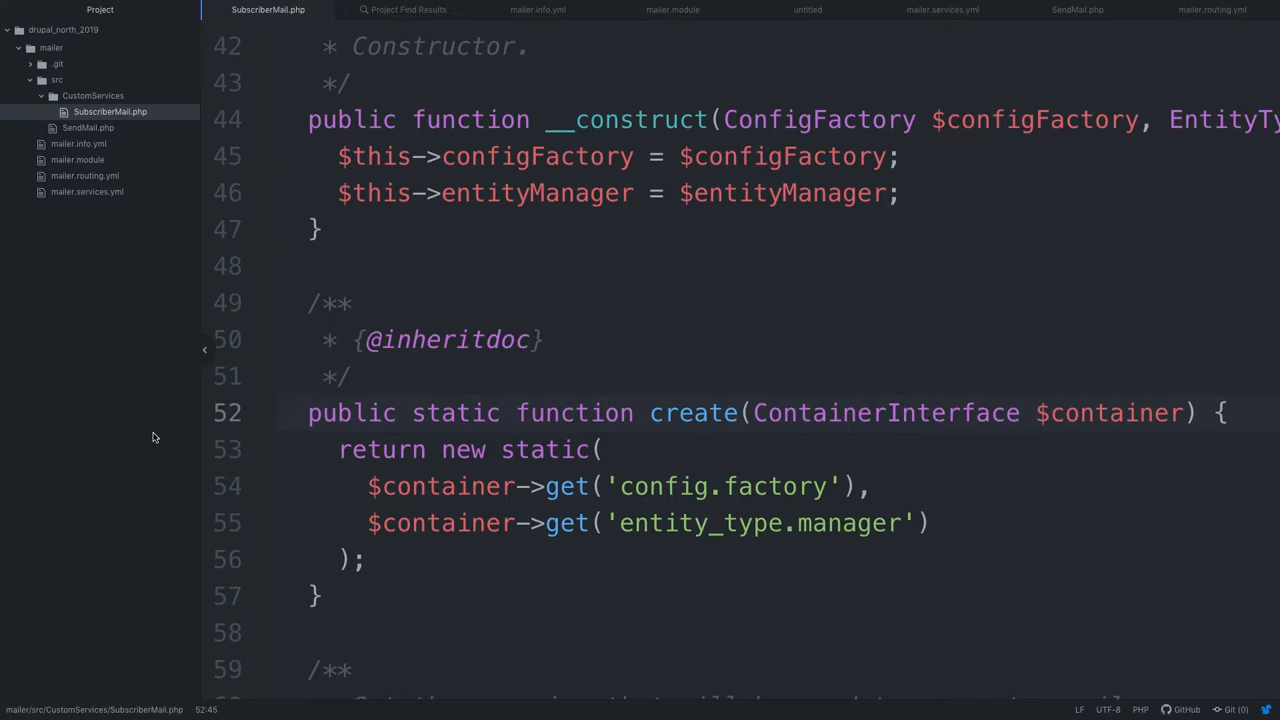 Project
SubscriberMail.php
Project Find Results
mailer.info.yml
mailer.module
untitled
mailer.services.yml
SendMail.php
mailer.routing.yml
drupal_north_2019
mailer
.git
src
CustomServices
SubscriberMail.php
SendMail.php
mailer.info.yml
mailer.module
mailer.routing.yml
mailer.services.yml
42 * Constructor.
43 */
44 public function __construct(ConfigFactory $configFactory, EntityTy
45 $this->configFactory = $configFactory;
46 $this->entityManager = $entityManager;
47 }
48
49 /**
50 * {@inheritdoc}
51 */
52 public static function create(ContainerInterface $container) {
53 return new static(
54 $container->get('config.factory'),
55 $container->get('entity_type.manager')
56 );
57 }
58
59 /**
mailer/src/CustomServices/SubscriberMail.php 52:45 LF UTF-8 PHP GitHub Git (0)